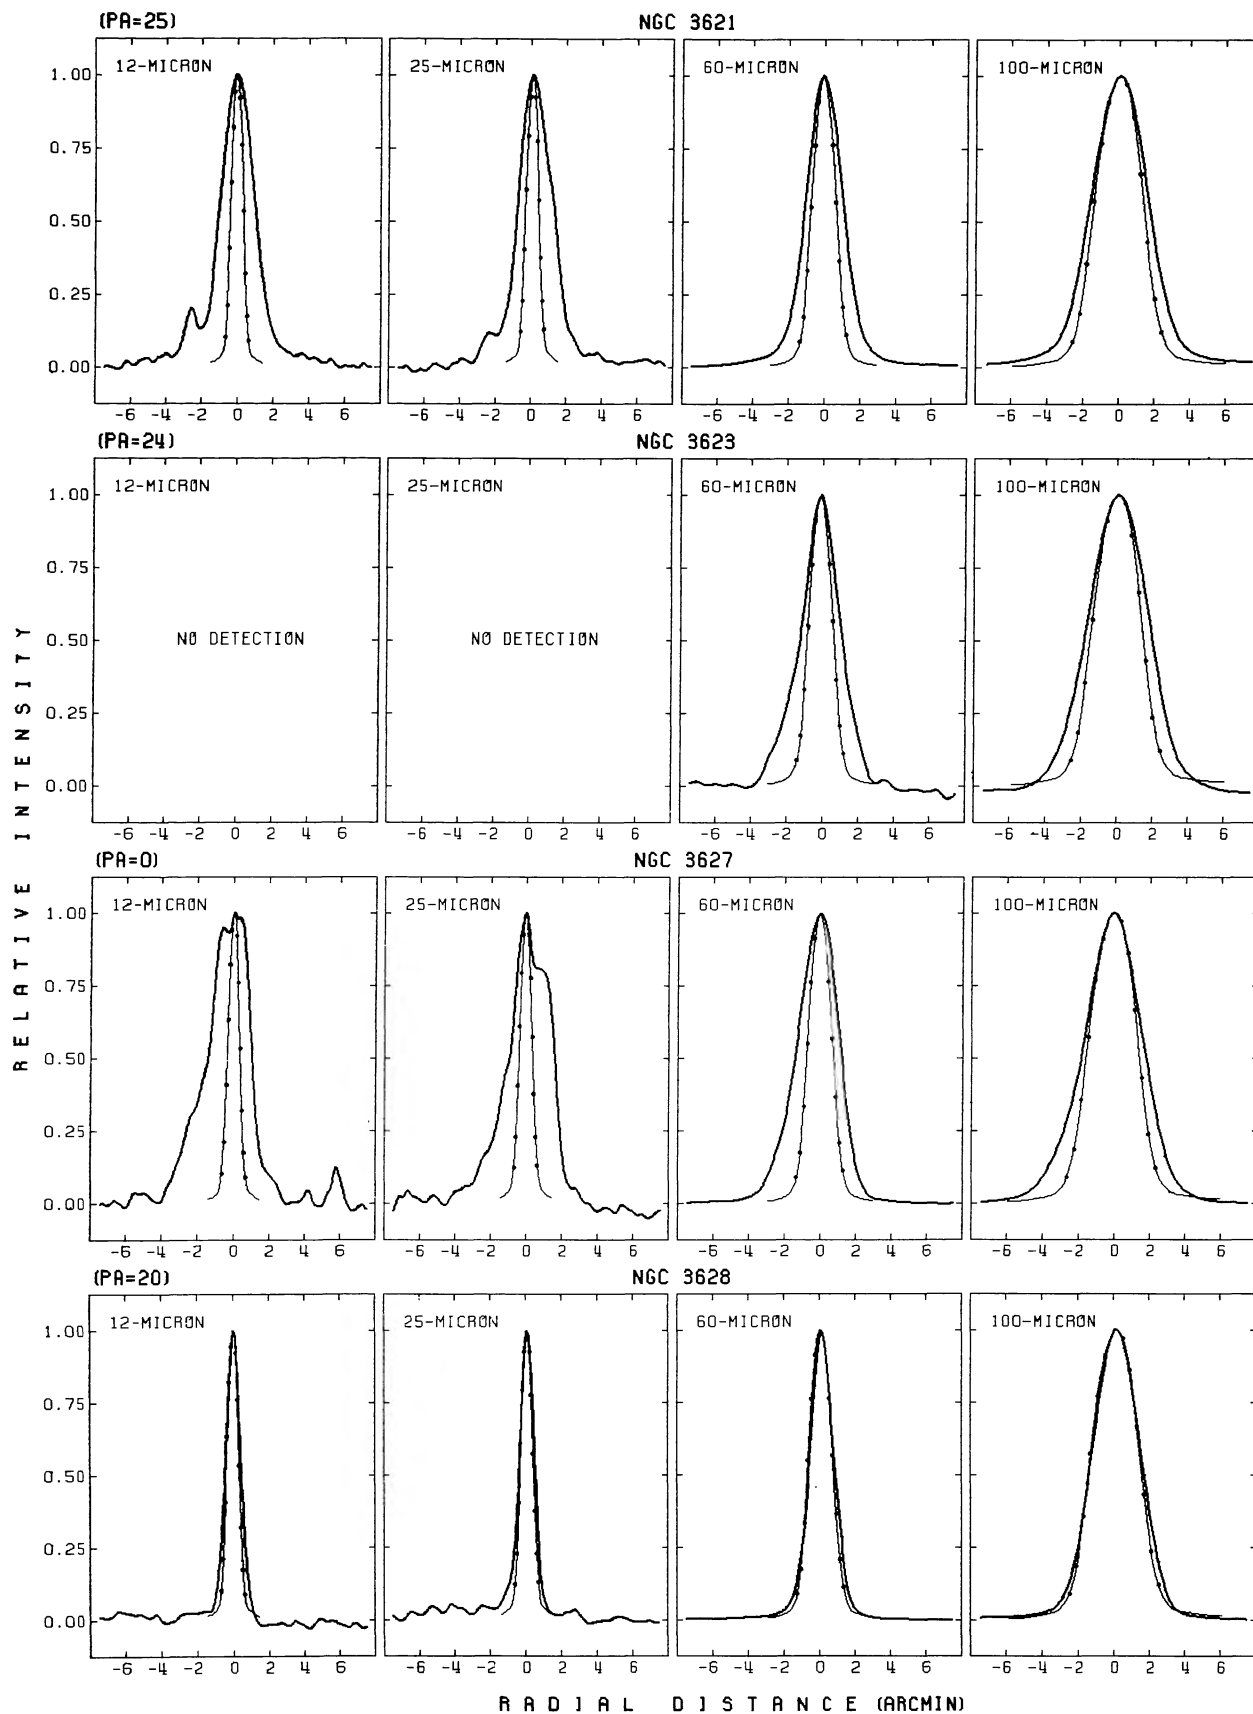 (PA=25) NGC 3621
12-MICRON 25-MICRON 60-MICRON 100-MICRON
1.00
0.75
0.50
0.25
0.00
-6 -4 -2 0 2 4 6 -6 -4 -2 0 2 4 6 -6 -4 -2 0 2 4 6 -6 -4 -2 0 2 4 6
(PA=24) NGC 3623
12-MICRON 25-MICRON 60-MICRON 100-MICRON
1.00
0.75
NO DETECTION NO DETECTION
0.50
0.25
0.00
-6 -4 -2 0 2 4 6 -6 -4 -2 0 2 4 6 -6 -4 -2 0 2 4 6 -6 -4 -2 0 2 4 6
RELATIVE INTENSITY
(PA=0) NGC 3627
12-MICRON 25-MICRON 60-MICRON 100-MICRON
1.00
0.75
0.50
0.25
0.00
-6 -4 -2 0 2 4 6 -6 -4 -2 0 2 4 6 -6 -4 -2 0 2 4 6 -6 -4 -2 0 2 4 6
(PA=20) NGC 3628
12-MICRON 25-MICRON 60-MICRON 100-MICRON
1.00
0.75
0.50
0.25
0.00
-6 -4 -2 0 2 4 6 -6 -4 -2 0 2 4 6 -6 -4 -2 0 2 4 6 -6 -4 -2 0 2 4 6
RADIAL DISTANCE (ARCMIN)